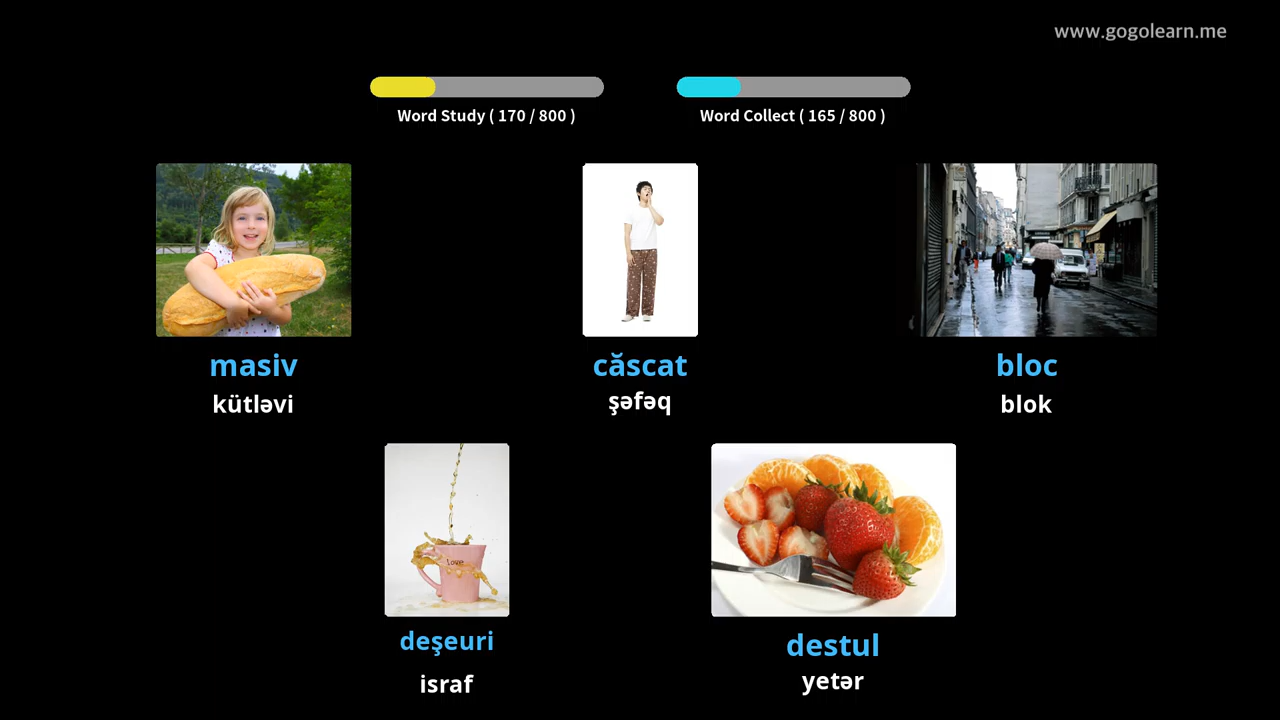 www.gogolearn.me
Word Study ( 170 / 800 )
Word Collect ( 165 / 800 )
masiv
kütləvi
căscat
şəfəq
bloc
blok
love
deşeuri
israf
destul
yetər